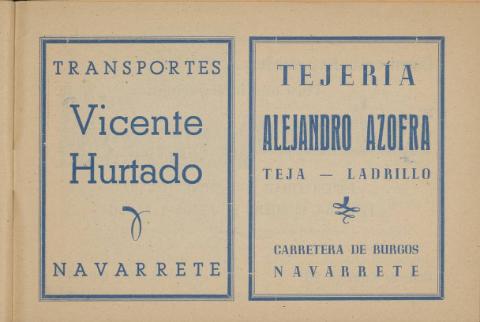 TRANSPORTES
Vicente
Hurtado
NAVARRETE
TEJERÍA
ALEJANDRO AZOFRA
TEJA — LADRILLO
CARRETERA DE BURGOS
NAVARRETE